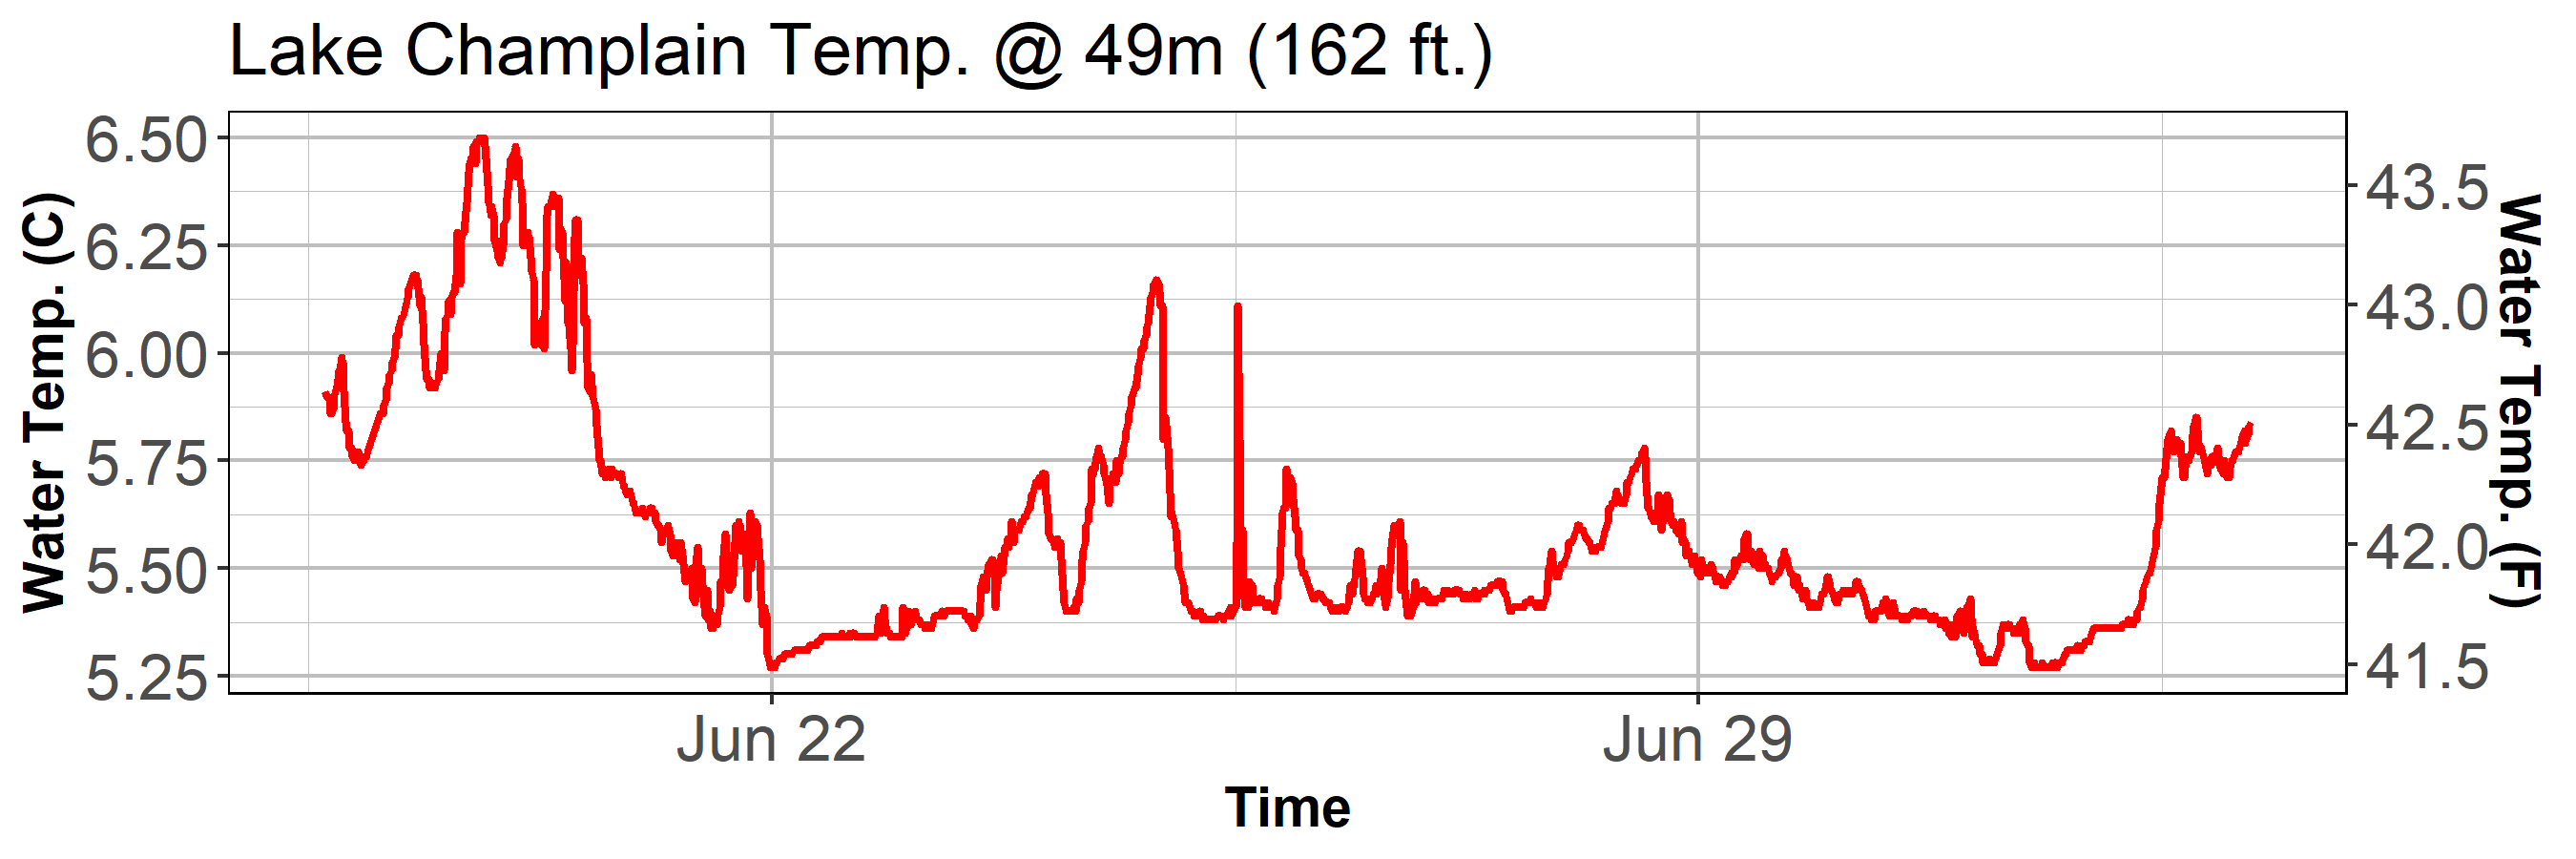 Lake Champlain Temp. @ 49m (162 ft.)
Water Temp. (C)
6.50
6.25
6.00
5.75
5.50
5.25
43.5
43.0
42.5
42.0
41.5
Water Temp. (F)
Jun 22
Jun 29
Time